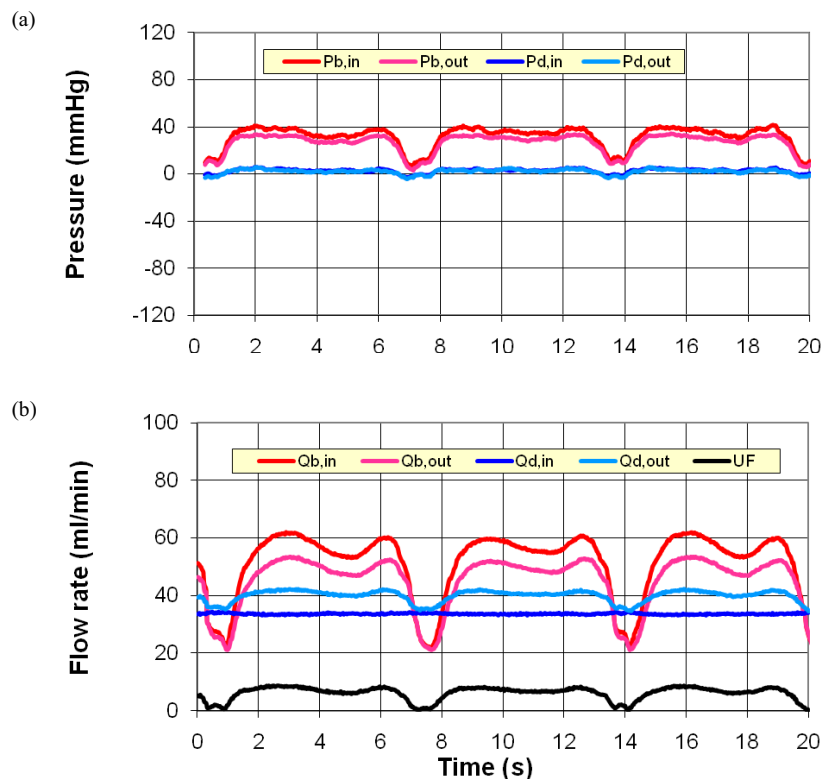 (a)
Pressure (mmHg)
120
80
40
0
-40
-80
-120
Pb,in Pb,out Pd,in Pd,out
0 2 4 6 8 10 12 14 16 18 20
(b)
Flow rate (ml/min)
100
80
60
40
20
0
Qb,in Qb,out Qd,in Qd,out UF
0 2 4 6 8 10 12 14 16 18 20
Time (s)